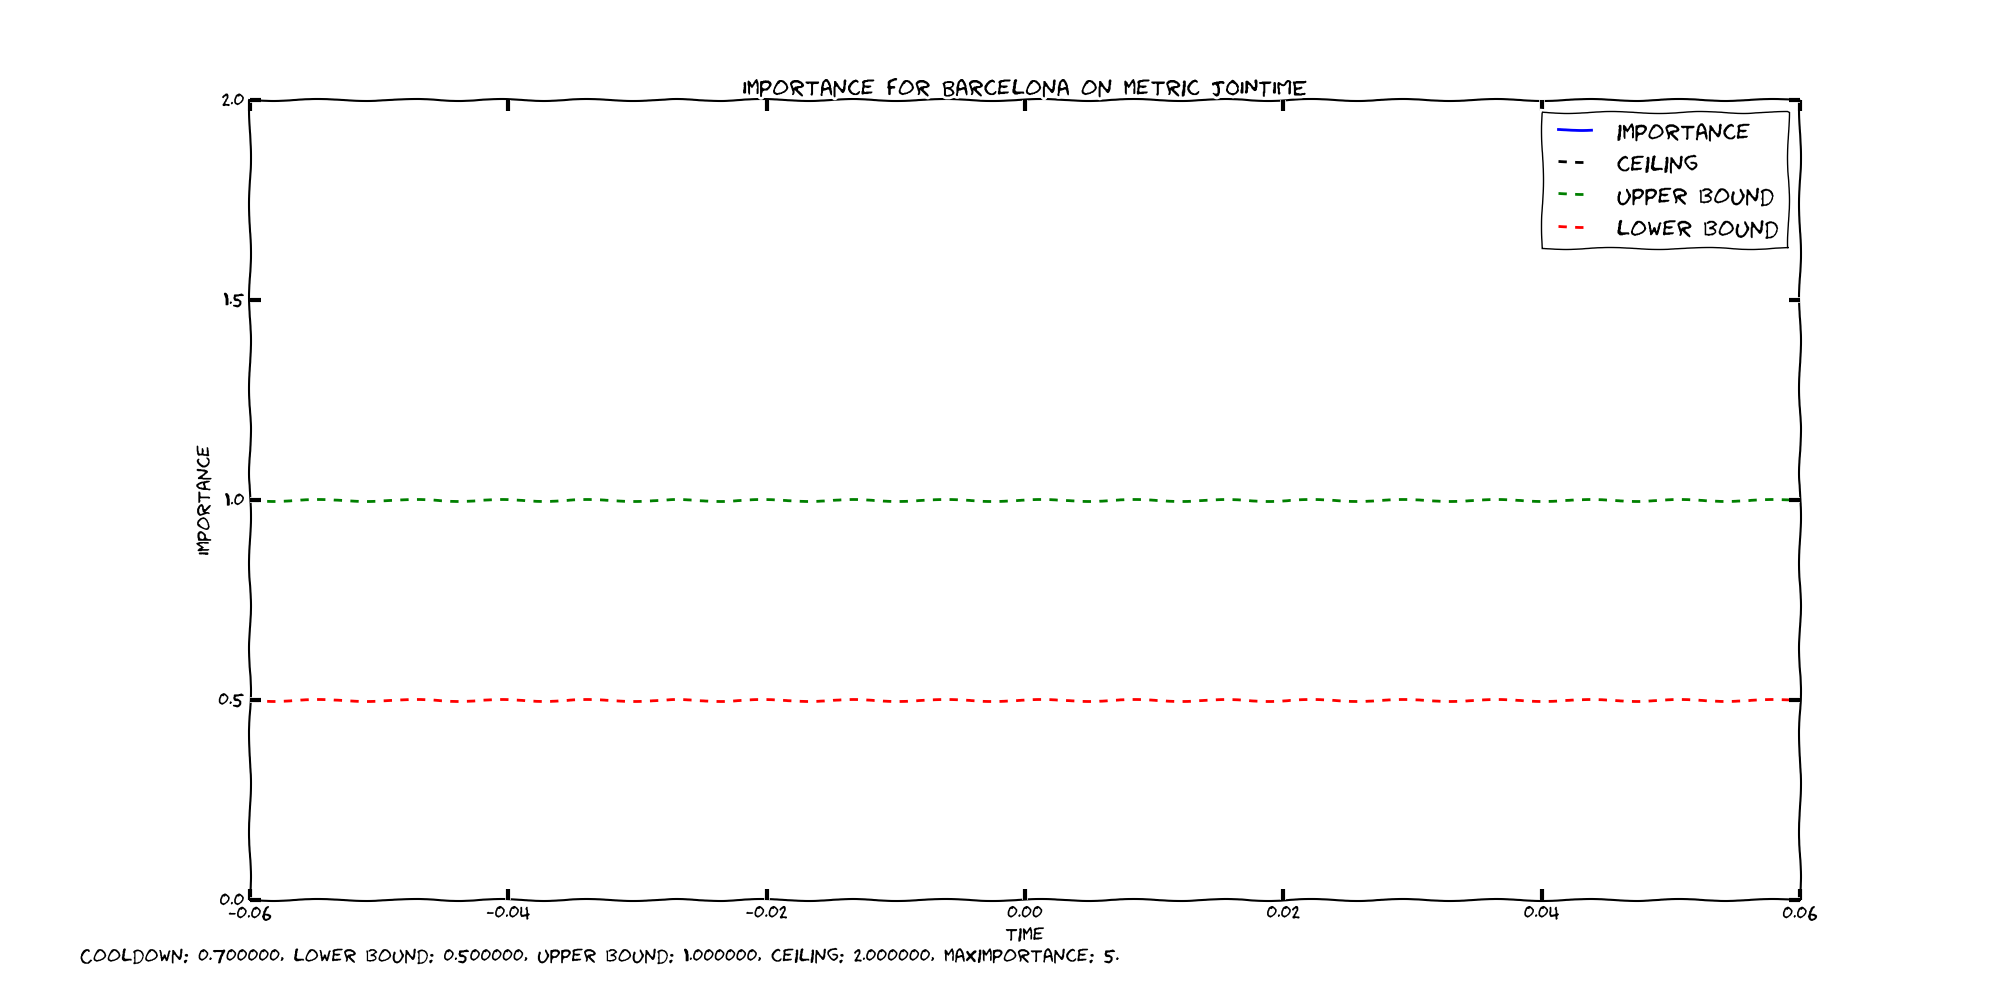 IMPORTANCE FOR BARCELONA ON METRIC JOINTIME
2.0
1.5
1.0
0.5
0.0
IMPORTANCE
IMPORTANCE
CEILING
UPPER BOUND
LOWER BOUND
-0.06 -0.04 -0.02 0.00 0.02 0.04 0.06
TIME
COOLDOWN: 0.700000, LOWER BOUND: 0.500000, UPPER BOUND: 1.000000, CEILING: 2.000000, MAXIMPORTANCE: 5.